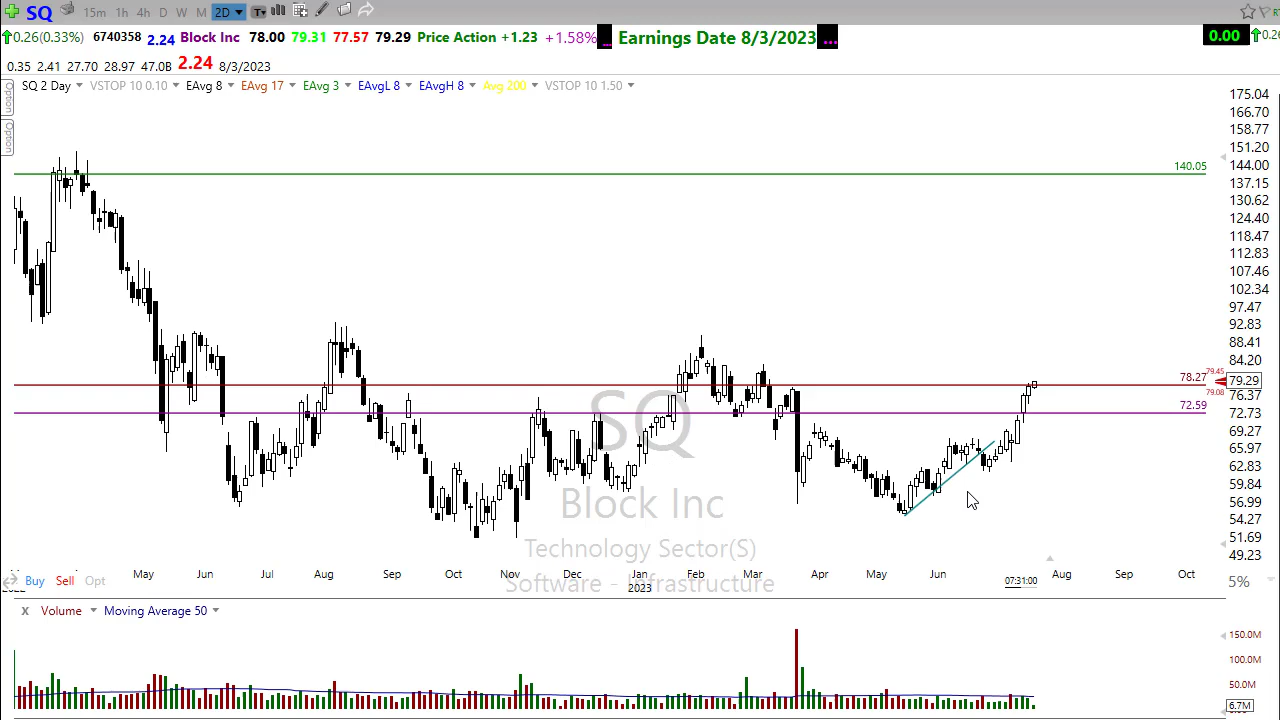 SQ 15m 1h 4h D W M 2D T
0.26(0.33%) 6740358 2.24 Block Inc 78.00 79.31 77.57 79.29 Price Action +1.23 +1.58% ... Earnings Date 8/3/2023 ... 0.00
0.35 2.41 27.70 28.97 47.0B 2.24 8/3/2023
SQ 2 Day VSTOP 10 0.10 EAvg 8 EAvg 17 EAvg 3 EAvgL 8 EAvgH 8 Avg 200 VSTOP 10 1.50
Option
Option
175.04
166.70
158.77
151.20
140.05
144.00
137.15
130.62
124.40
118.47
112.83
107.46
102.34
97.47
92.83
88.41
84.20
78.27 79.45 79.29
79.08
76.37
72.59
72.73
69.27
65.97
62.83
59.84
56.99
54.27
51.69
49.23
SQ
Block Inc
Technology Sector(S)
Software - Infrastructure
May Jun Jul Aug Sep Oct Nov Dec Jan Feb Mar Apr May Jun 07:31:00 Aug Sep Oct
2023
Buy Sell Opt 5%
x Volume Moving Average 50
150.0M
100.0M
50.0M
6.7M